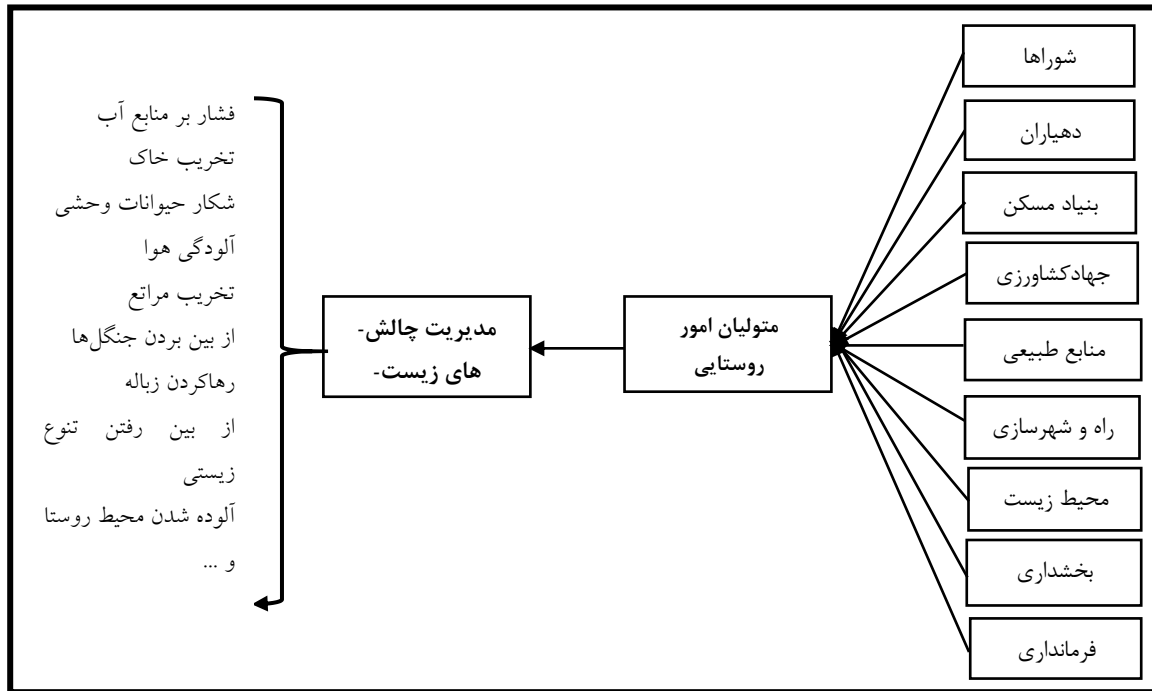 شوراها
دهیاران
بنیاد مسکن
جهادکشاورزی
منابع طبیعی
راه و شهرسازی
محیط زیست
بخشداری
فرمانداری
متولیان امور
روستایی
مدیریت چالش-
های زیست-
فشار بر منابع آب
تخریب خاک
شکار حیوانات وحشی
آلودگی هوا
تخریب مراتع
از بین بردن جنگل‌ها
رهاکردن زباله
از بین رفتن تنوع
زیستی
آلوده شدن محیط روستا
و ...